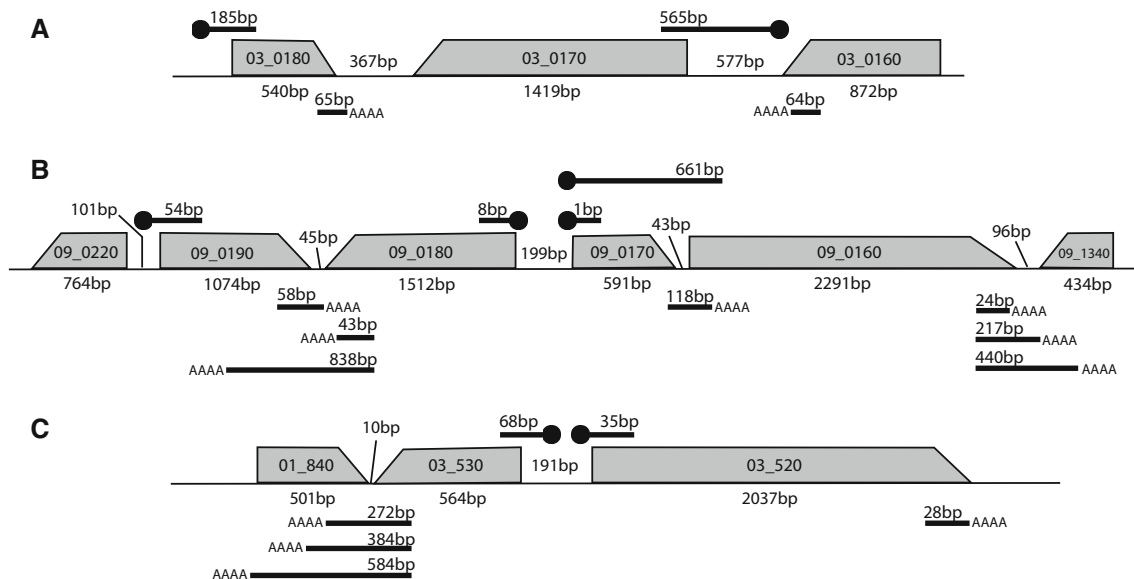 A
185bp
565bp
03_0180
367bp
03_0170
577bp
03_0160
540bp
1419bp
872bp
65bp
AAAA
64bp
AAAA
B
661bp
101bp
54bp
8bp
1bp
45bp
43bp
96bp
09_0220
09_0190
09_0180
199bp
09_0170
09_0160
09_1340
764bp
1074bp
1512bp
591bp
2291bp
434bp
58bp
AAAA
118bp
AAAA
24bp
AAAA
43bp
AAAA
217bp
AAAA
838bp
AAAA
440bp
AAAA
C
10bp
68bp
35bp
01_840
03_530
191bp
03_520
501bp
564bp
2037bp
272bp
AAAA
28bp
AAAA
384bp
AAAA
584bp
AAAA